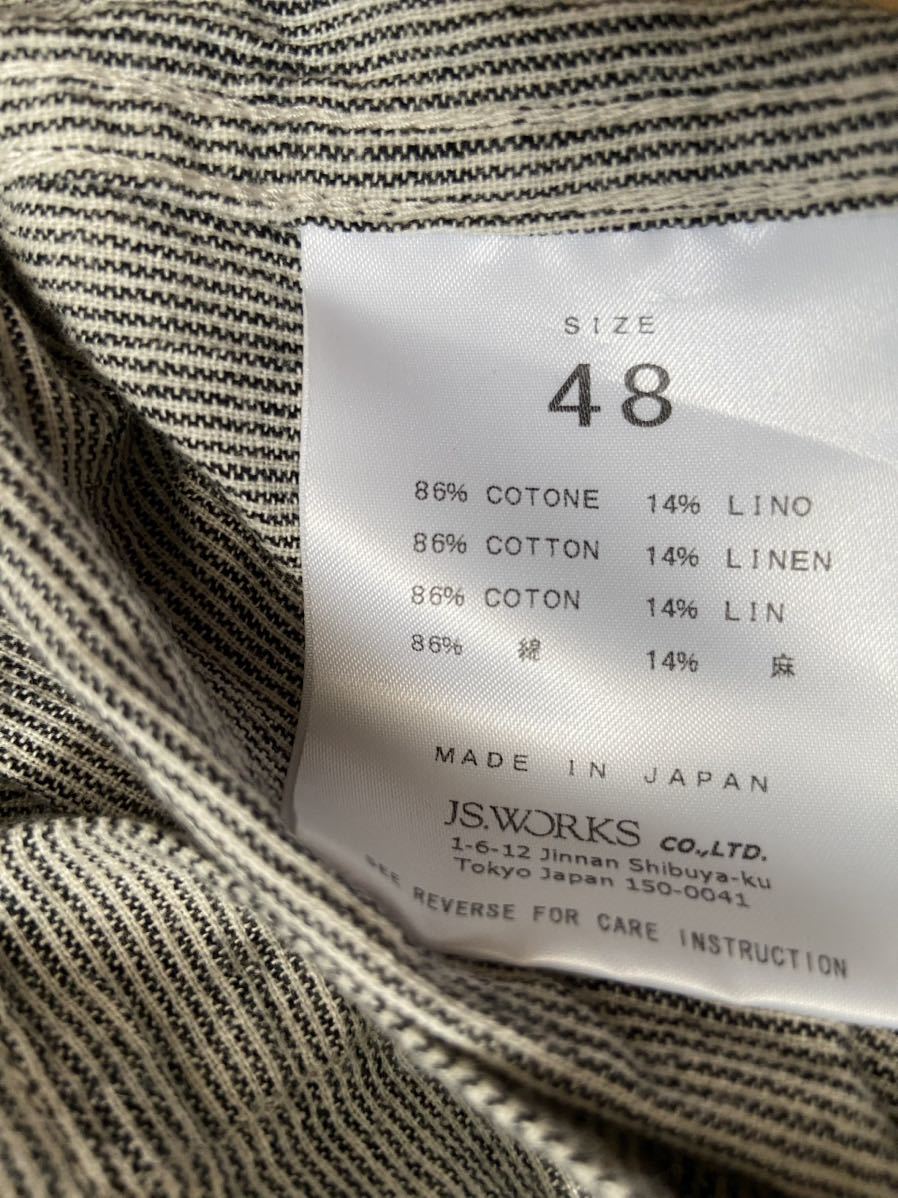 SIZE
48
86% COTONE 14% LINO
86% COTTON 14% LINEN
86% COTON 14% LIN
86% 綿 14% 麻
MADE IN JAPAN
JS.WORKS CO.,LTD.
1-6-12 Jinnan Shibuya-ku
Tokyo Japan 150-0041
SEE REVERSE FOR CARE INSTRUCTION